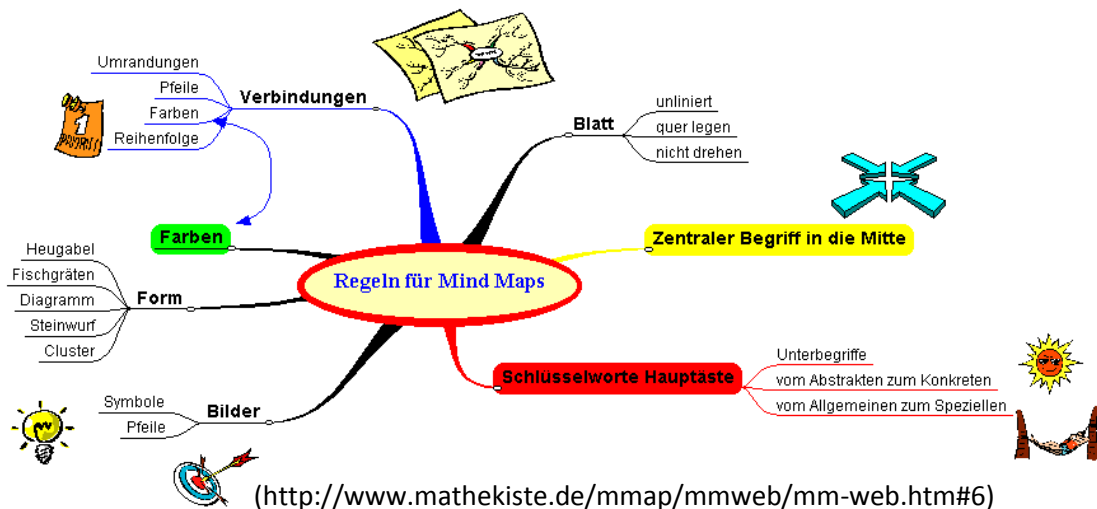 Regeln für Mind Maps
Verbindungen
Umrandungen
Pfeile
Farben
Reihenfolge
Blatt
unliniert
quer legen
nicht drehen
Zentraler Begriff in die Mitte
Schlüsselworte Hauptäste
Unterbegriffe
vom Abstrakten zum Konkreten
vom Allgemeinen zum Speziellen
Farben
Form
Heugabel
Fischgräten
Diagramm
Steinwurf
Cluster
Bilder
Symbole
Pfeile
1
(http://www.mathekiste.de/mmap/mmweb/mm-web.htm#6)